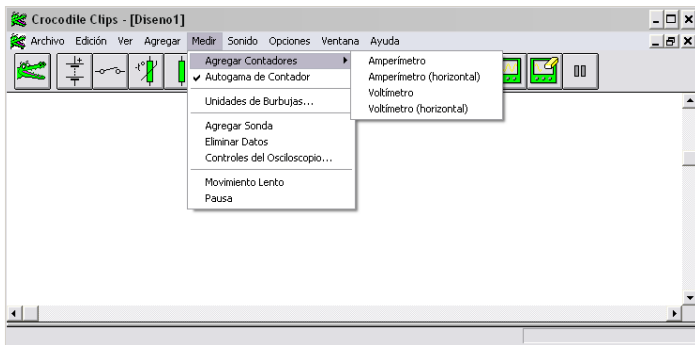 Crocodile Clips - [Diseno1]
Archivo Edición Ver Agregar Medir Sonido Opciones Ventana Ayuda
Agregar Contadores
Autogama de Contador
Unidades de Burbujas...
Agregar Sonda
Eliminar Datos
Controles del Osciloscopio...
Movimiento Lento
Pausa
Amperímetro
Amperímetro (horizontal)
Voltímetro
Voltímetro (horizontal)